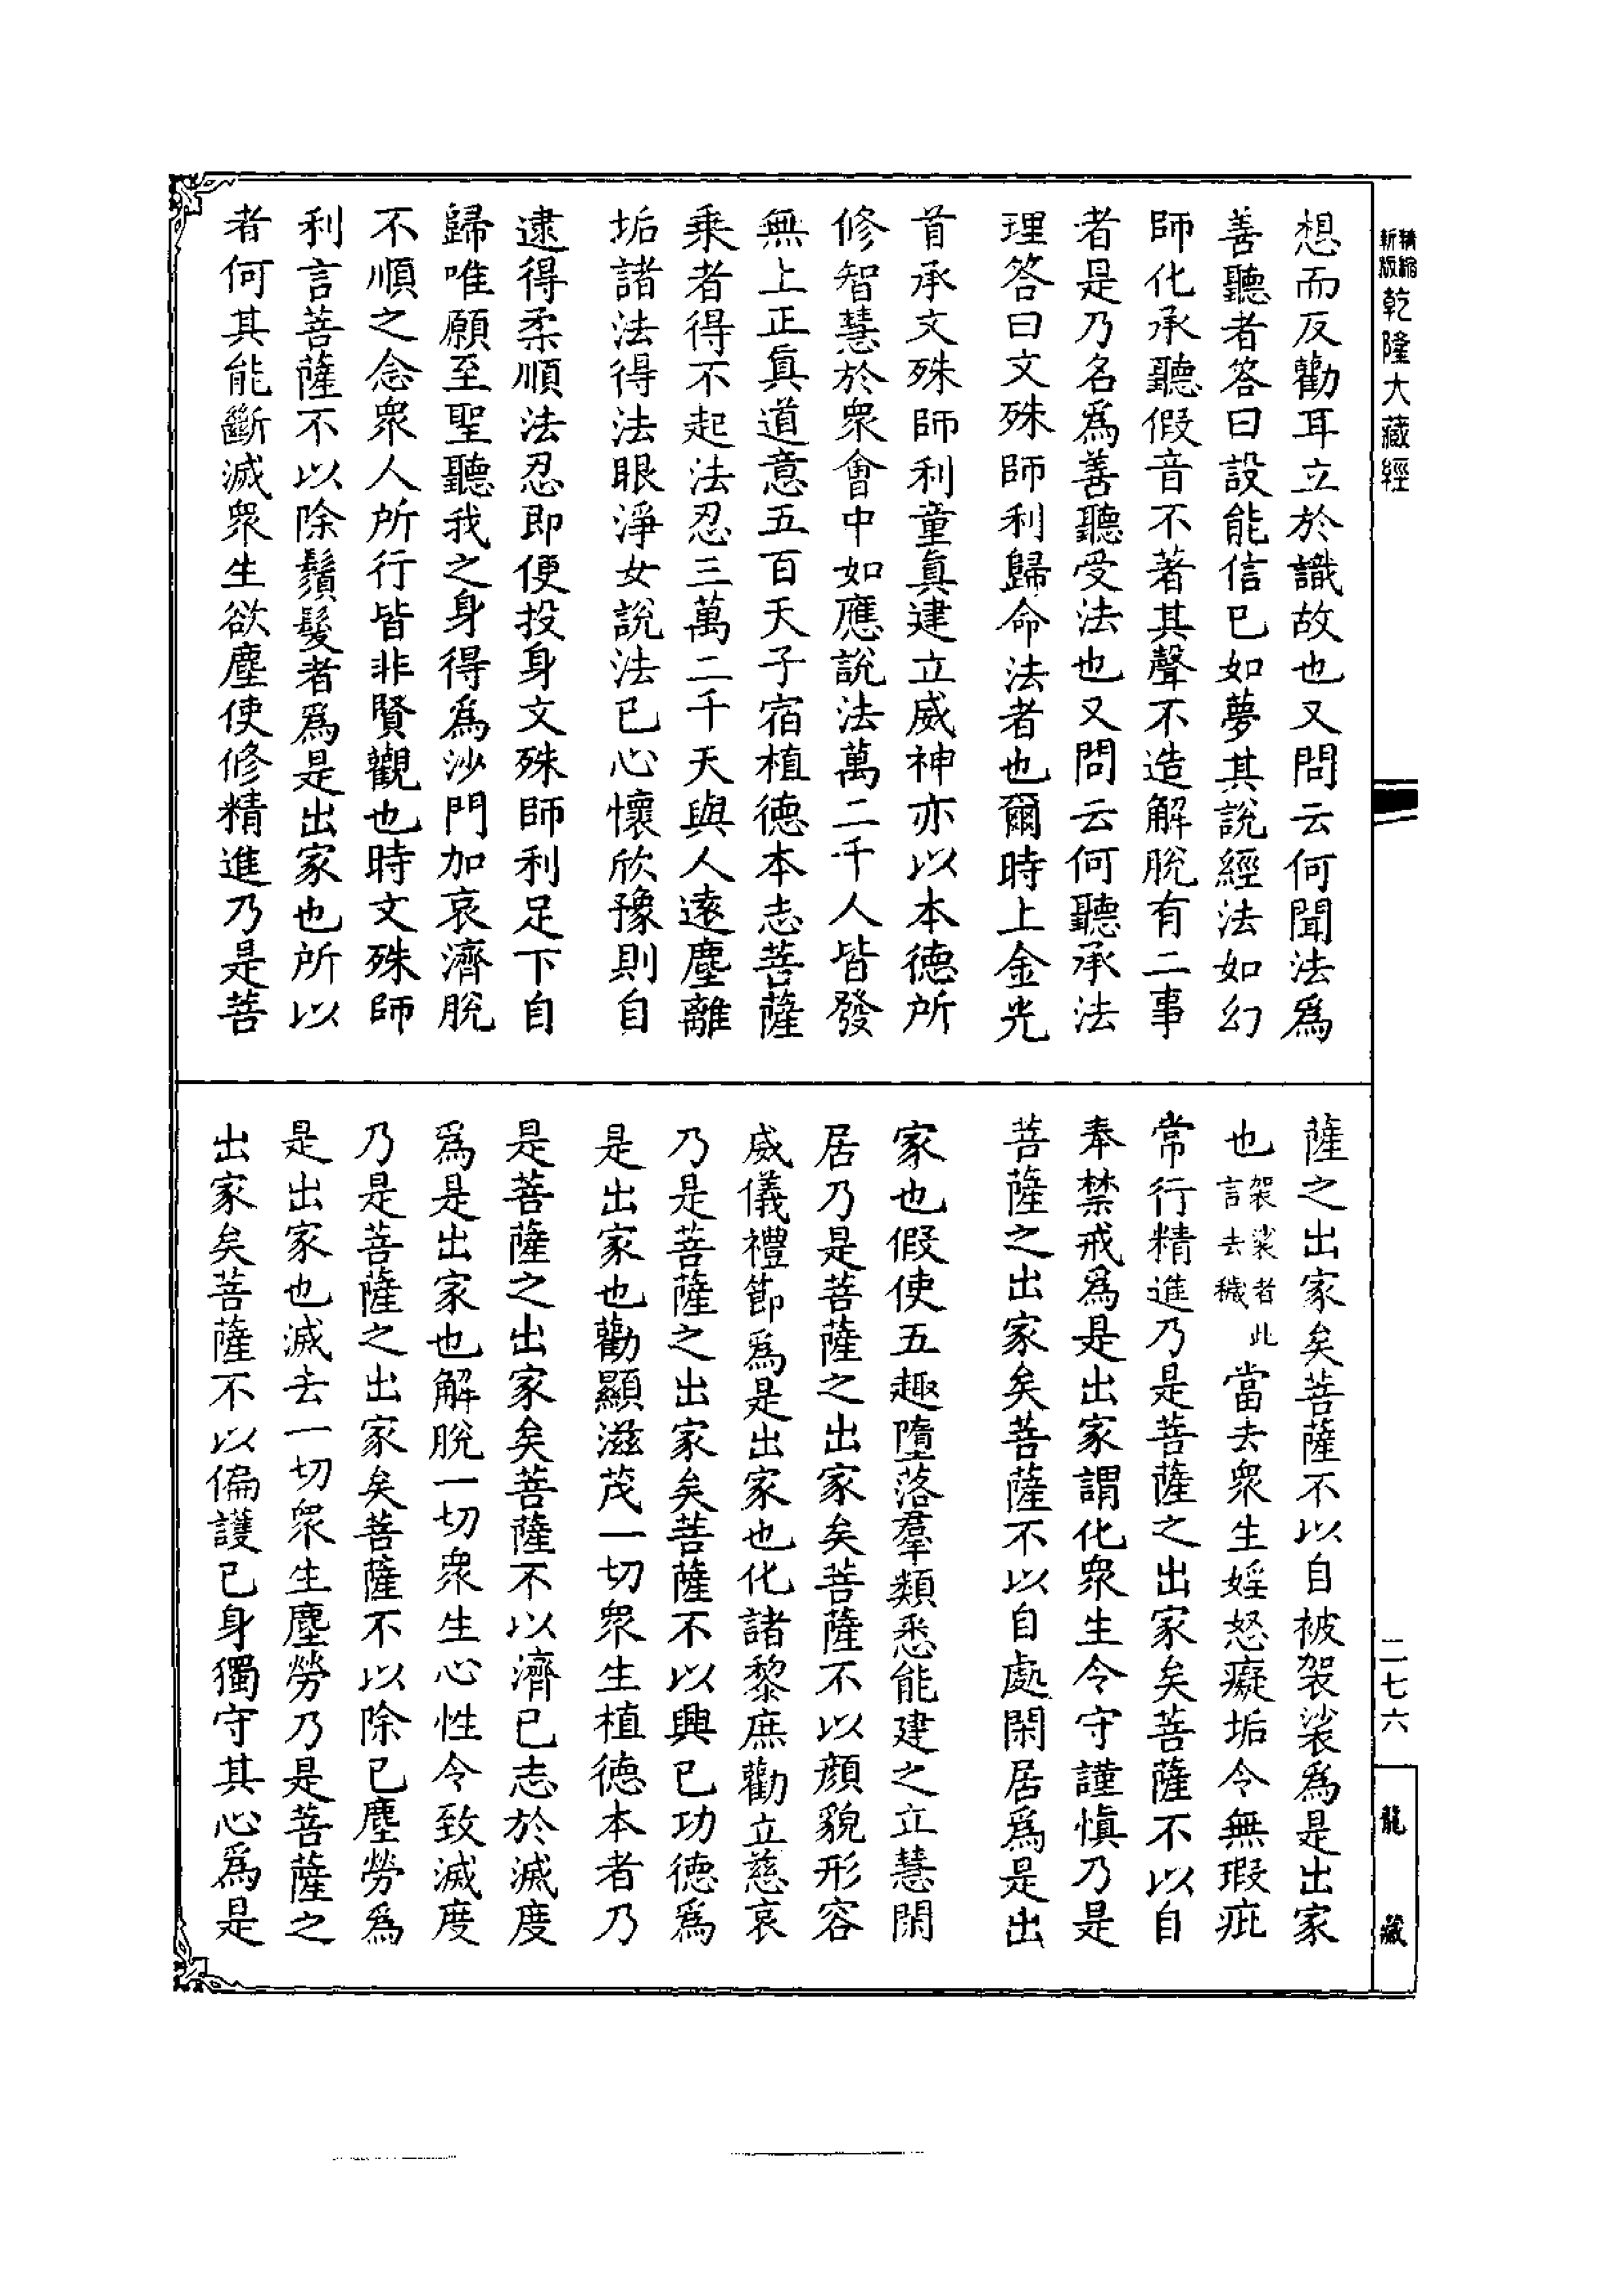 精縮新版乾隆大藏經
想而反勸耳立於識故也又問云何聞法爲
善聽者答曰設能信已如夢其說經法如幻
師化承聽假音不著其聲不造解脫有二事
者是乃名爲善聽受法也又問云何聽承法
理答曰文殊師利歸命法者也爾時上金光
首承文殊師利童眞建立威神亦以本德所
修智慧於衆會中如應說法萬二千人皆發
無上正眞道意五百天子宿植德本志菩薩
乘者得不起法忍三萬二千天與人遠塵離
垢諸法得法眼淨女說法已心懷欣豫則自
逮得柔順法忍即便投身文殊師利足下自
歸唯願至聖聽我之身得爲沙門加哀濟脫
不順之念衆人所行皆非賢觀也時文殊師
利言菩薩不以除鬚髮者爲是出家也所以
者何其能斷滅衆生欲塵使修精進乃是菩
薩之出家矣菩薩不以自被袈裟爲是出家
也袈裟者此言去穢當去衆生婬怒癡垢令無瑕疵
常行精進乃是菩薩之出家矣菩薩不以自
奉禁戒爲是出家謂化衆生令守謹愼乃是
菩薩之出家矣菩薩不以自處閑居爲是出
家也假使五趣墮落羣類悉能建之立慧閑
居乃是菩薩之出家矣菩薩不以顏貌形容
威儀禮節爲是出家也化諸黎庶勸立慈哀
乃是菩薩之出家矣菩薩不以興已功德爲
是出家也勸顯滋茂一切衆生植德本者乃
是菩薩之出家矣菩薩不以濟已志於滅度
爲是出家也解脫一切衆生心性令致滅度
乃是菩薩之出家矣菩薩不以除已塵勞爲
是出家也滅去一切衆生塵勞乃是菩薩之
出家矣菩薩不以偏護已身獨守其心爲是
二七六
龍藏